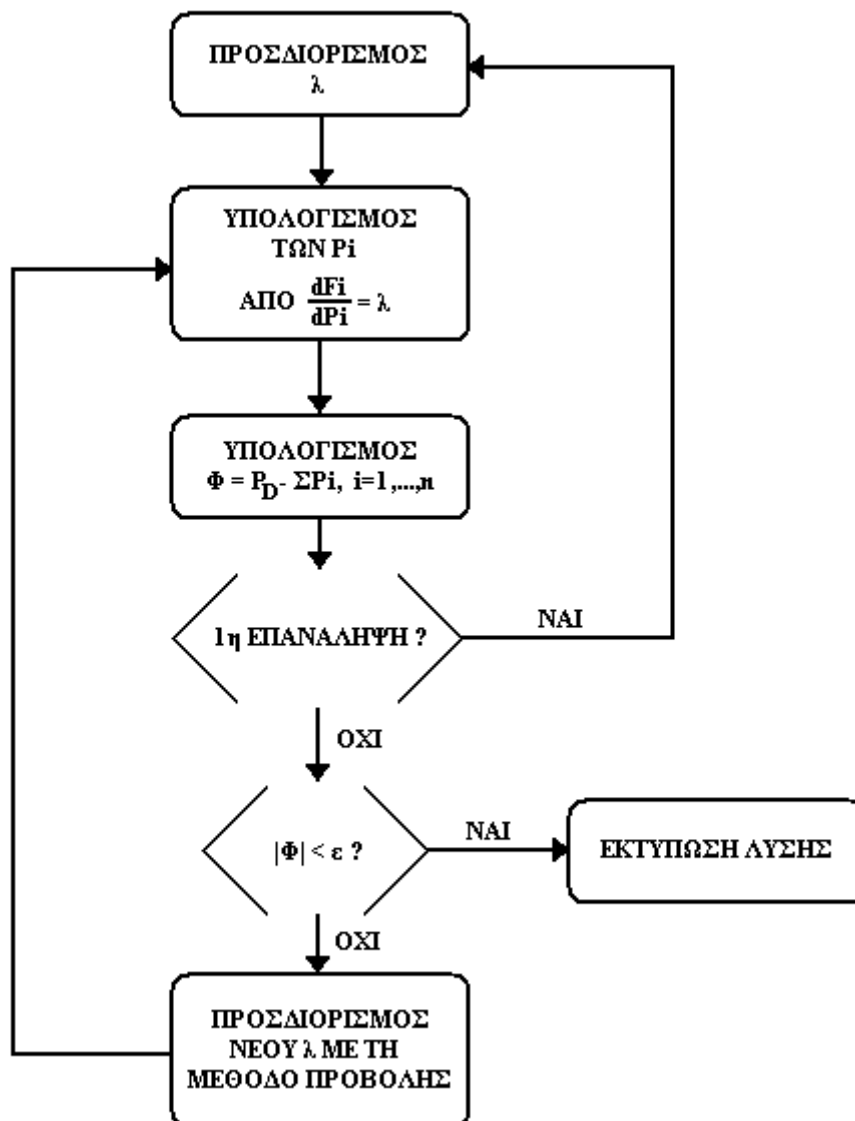 ΠΡΟΣΔΙΟΡΙΣΜΟΣ
λ
ΥΠΟΛΟΓΙΣΜΟΣ
ΤΩΝ Pi
ΑΠΟ dFi/dPi = λ
ΥΠΟΛΟΓΙΣΜΟΣ
Φ = P_D - ΣPi, i=1,...,n
1η ΕΠΑΝΑΛΗΨΗ ?
ΝΑΙ
ΟΧΙ
|Φ| < ε ?
ΝΑΙ
ΕΚΤΥΠΩΣΗ ΛΥΣΗΣ
ΟΧΙ
ΠΡΟΣΔΙΟΡΙΣΜΟΣ
ΝΕΟΥ λ ΜΕ ΤΗ
ΜΕΘΟΔΟ ΠΡΟΒΟΛΗΣ